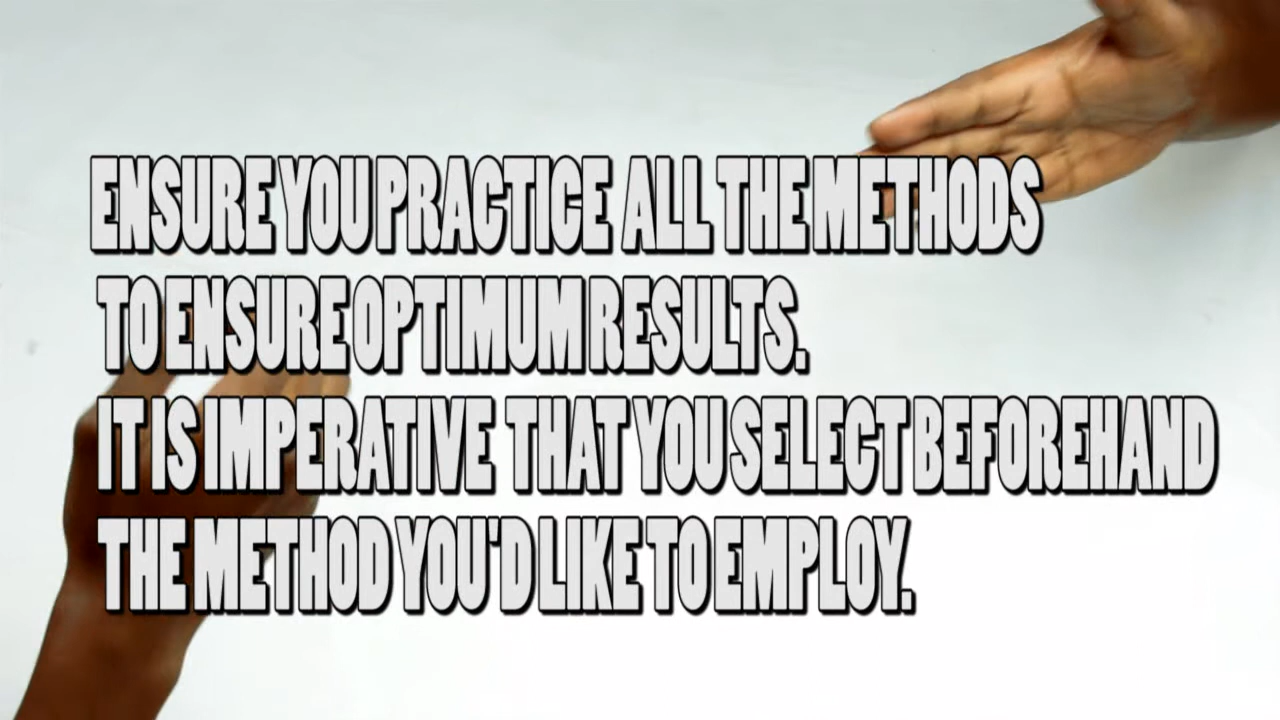 ENSURE YOU PRACTICE ALL THE METHODS
TO ENSURE OPTIMUM RESULTS.
IT IS IMPERATIVE THAT YOU SELECT BEFOREHAND
THE METHOD YOU'D LIKE TO EMPLOY.